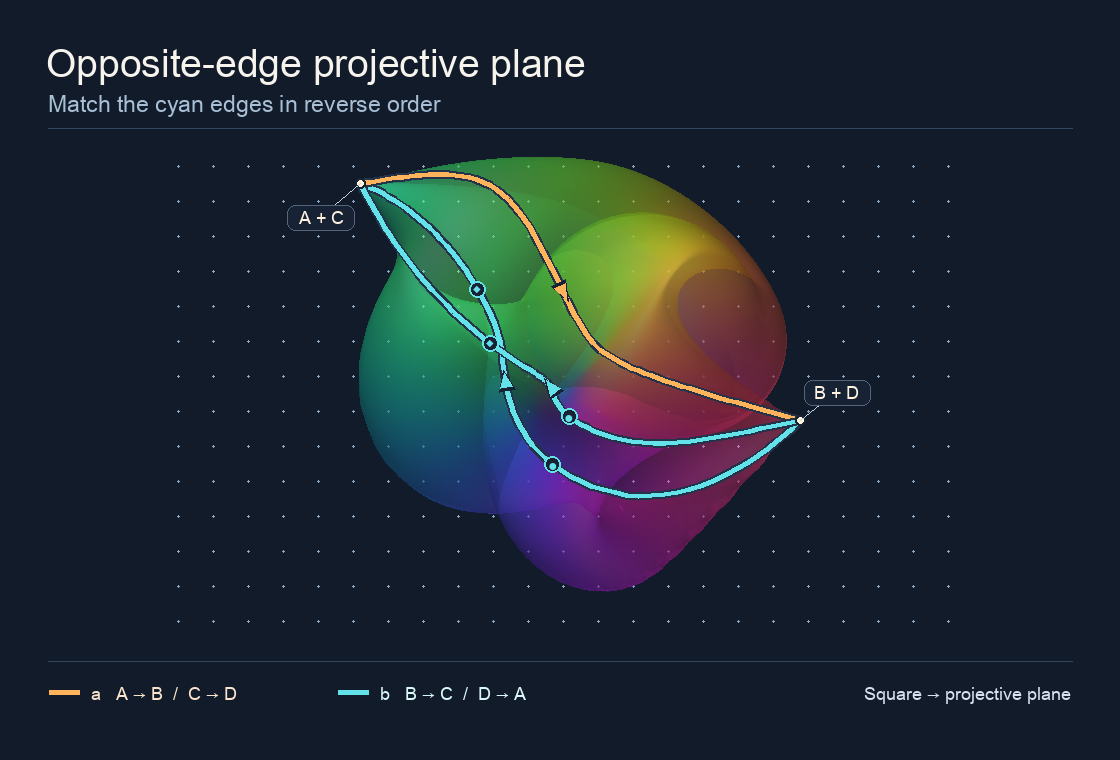 Opposite-edge projective plane
Match the cyan edges in reverse order
A + C
B + D
a A→B / C→D
b B→C / D→A
Square→projective plane